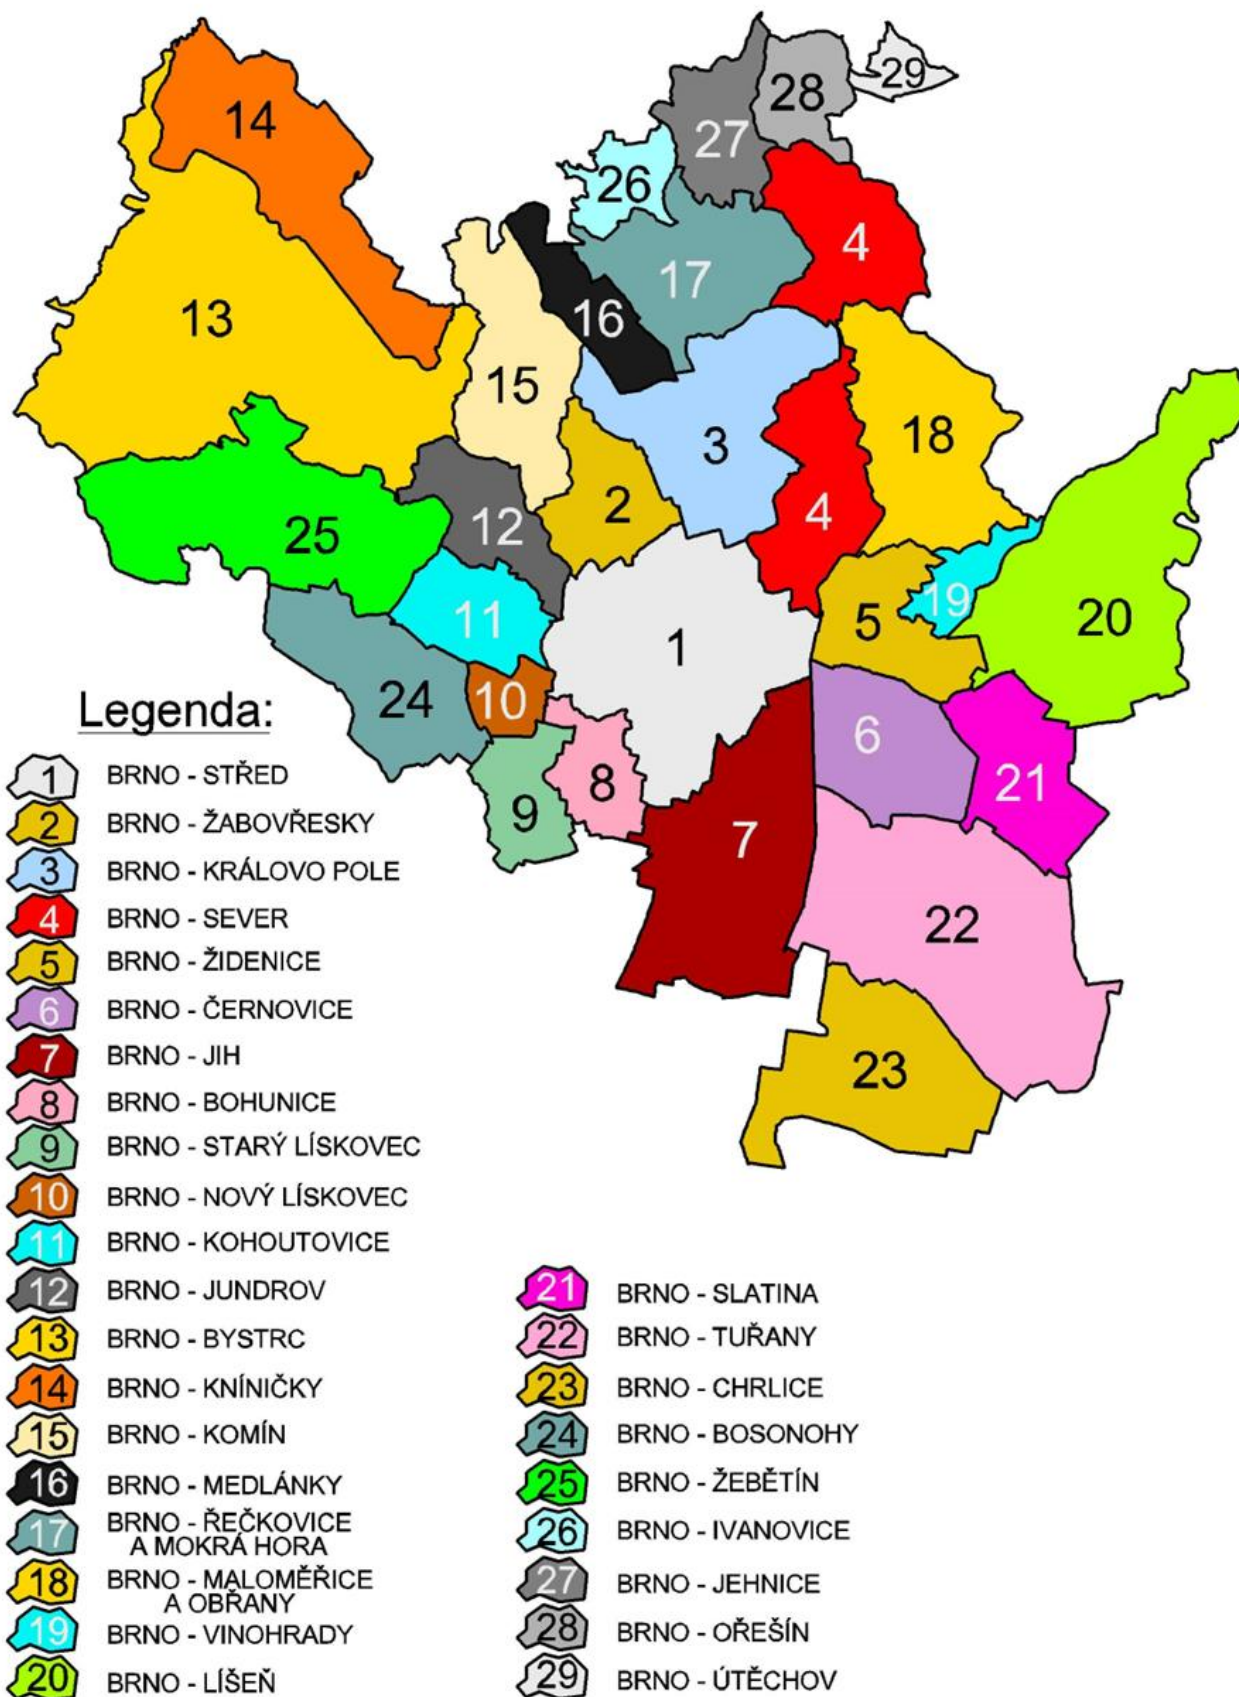 29
28
14
27
26
4
17
13
16
15
18
3
2
4
12
25
19
11
5
20
1
24
10
6
8
21
9
7
22
23
Legenda:
1 BRNO - STŘED
2 BRNO - ŽABOVŘESKY
3 BRNO - KRÁLOVO POLE
4 BRNO - SEVER
5 BRNO - ŽIDENICE
6 BRNO - ČERNOVICE
7 BRNO - JIH
8 BRNO - BOHUNICE
9 BRNO - STARÝ LÍSKOVEC
10 BRNO - NOVÝ LÍSKOVEC
11 BRNO - KOHOUTOVICE
12 BRNO - JUNDROV
13 BRNO - BYSTRC
14 BRNO - KNÍNIČKY
15 BRNO - KOMÍN
16 BRNO - MEDLÁNKY
17 BRNO - ŘEČKOVICE
A MOKRÁ HORA
18 BRNO - MALOMĚŘICE
A OBŘANY
19 BRNO - VINOHRADY
20 BRNO - LÍŠEŇ
21 BRNO - SLATINA
22 BRNO - TUŘANY
23 BRNO - CHRLICE
24 BRNO - BOSONOHY
25 BRNO - ŽEBĚTÍN
26 BRNO - IVANOVICE
27 BRNO - JEHNICE
28 BRNO - OŘEŠÍN
29 BRNO - ÚTĚCHOV